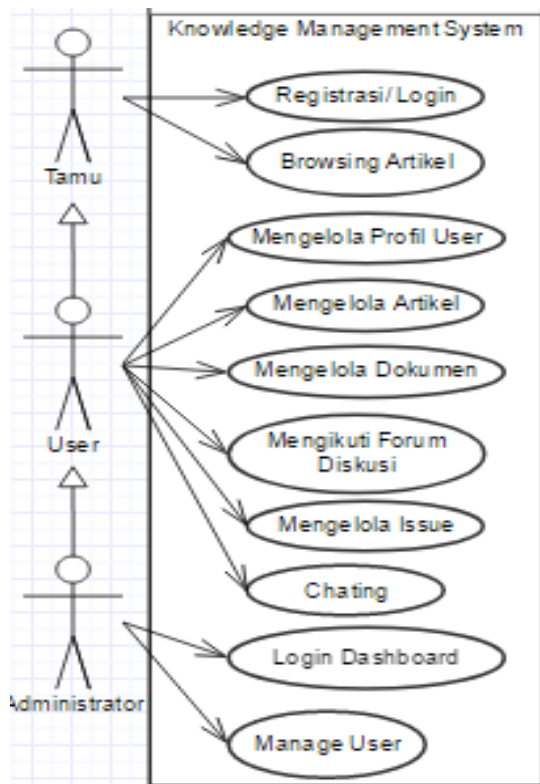 Knowledge Management System
Registrasi/Login
Browsing Artikel
Tamu
Mengelola Profil User
Mengelola Artikel
Mengelola Dokumen
User
Mengikuti Forum
Diskusi
Mengelola Issue
Chating
Login Dashboard
Administrator
Manage User